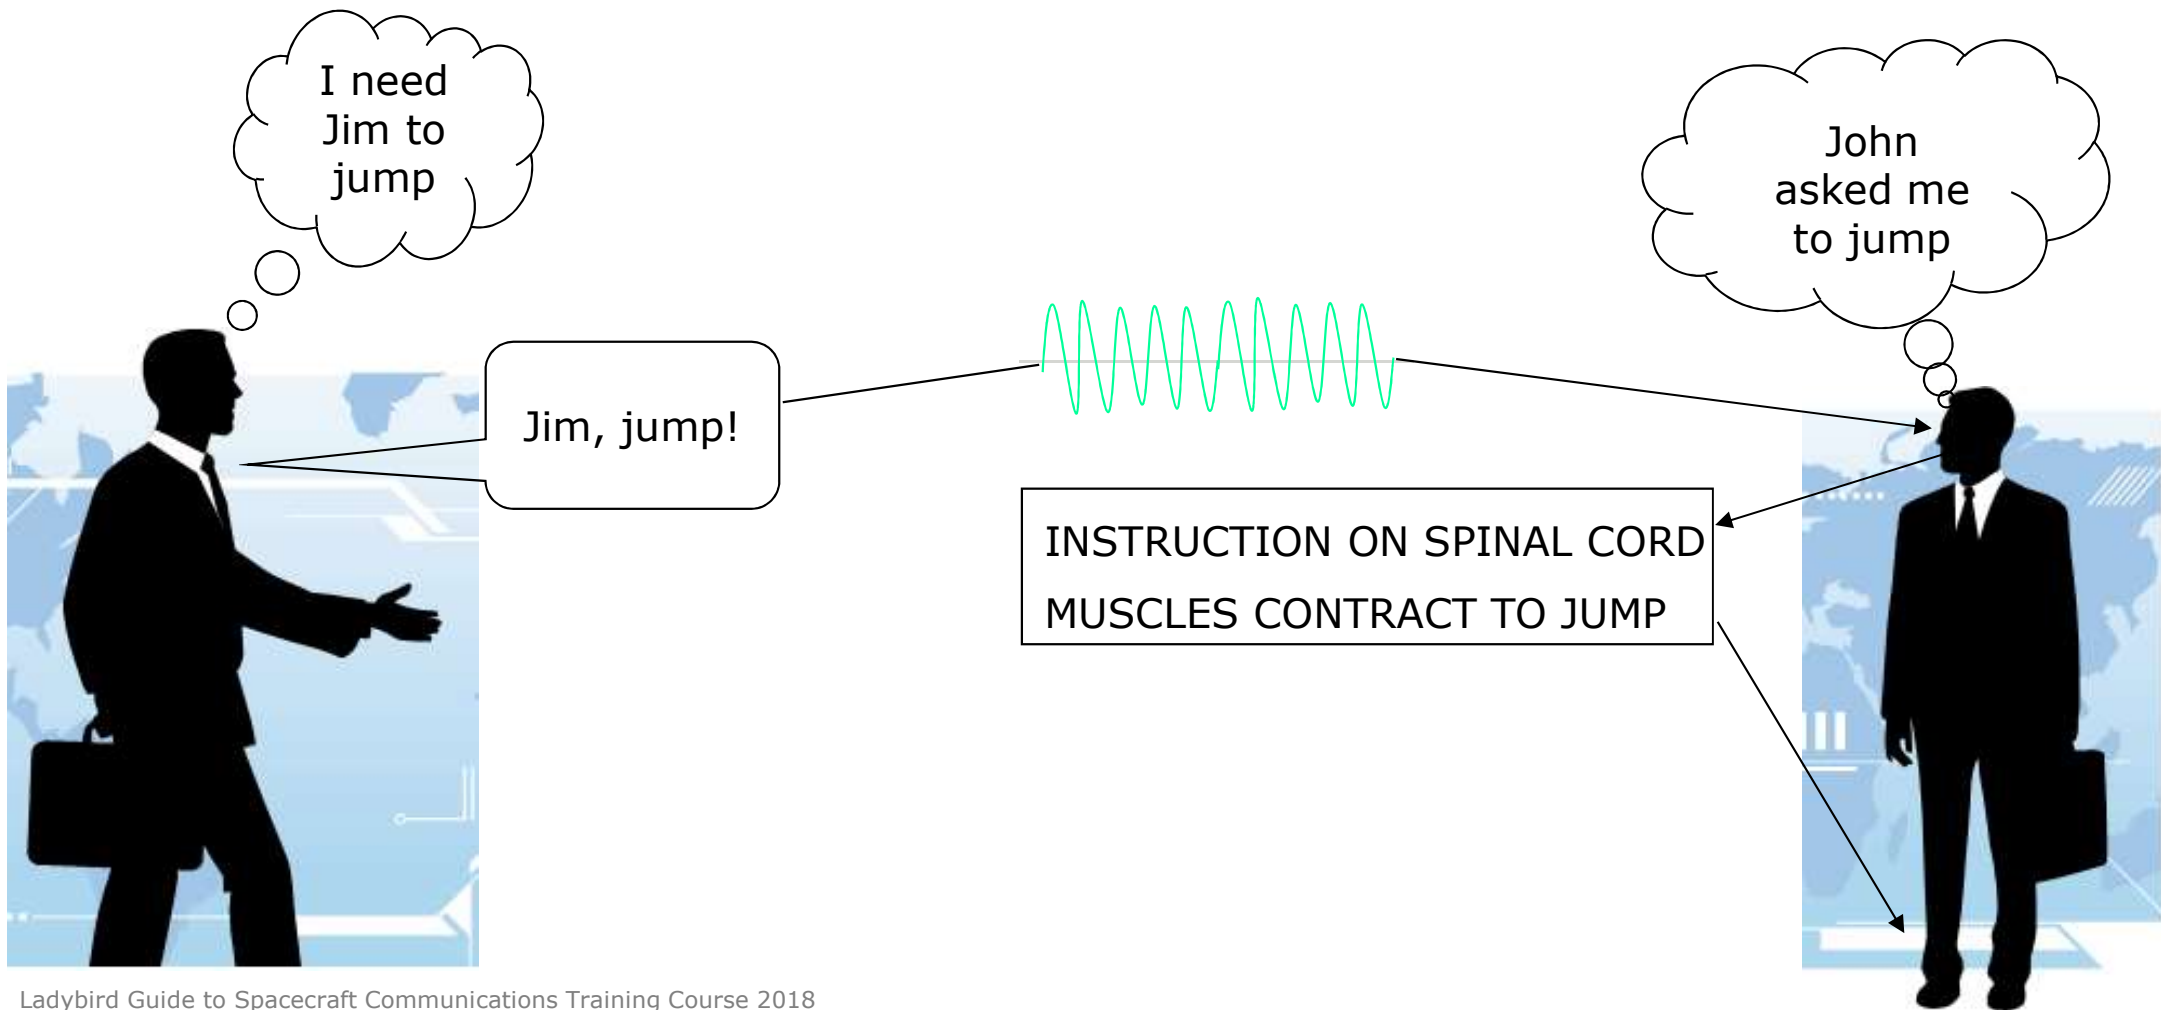 I need
Jim to
jump
John
asked me
to jump
Jim, jump!
INSTRUCTION ON SPINAL CORD
MUSCLES CONTRACT TO JUMP
Ladybird Guide to Spacecraft Communications Training Course 2018